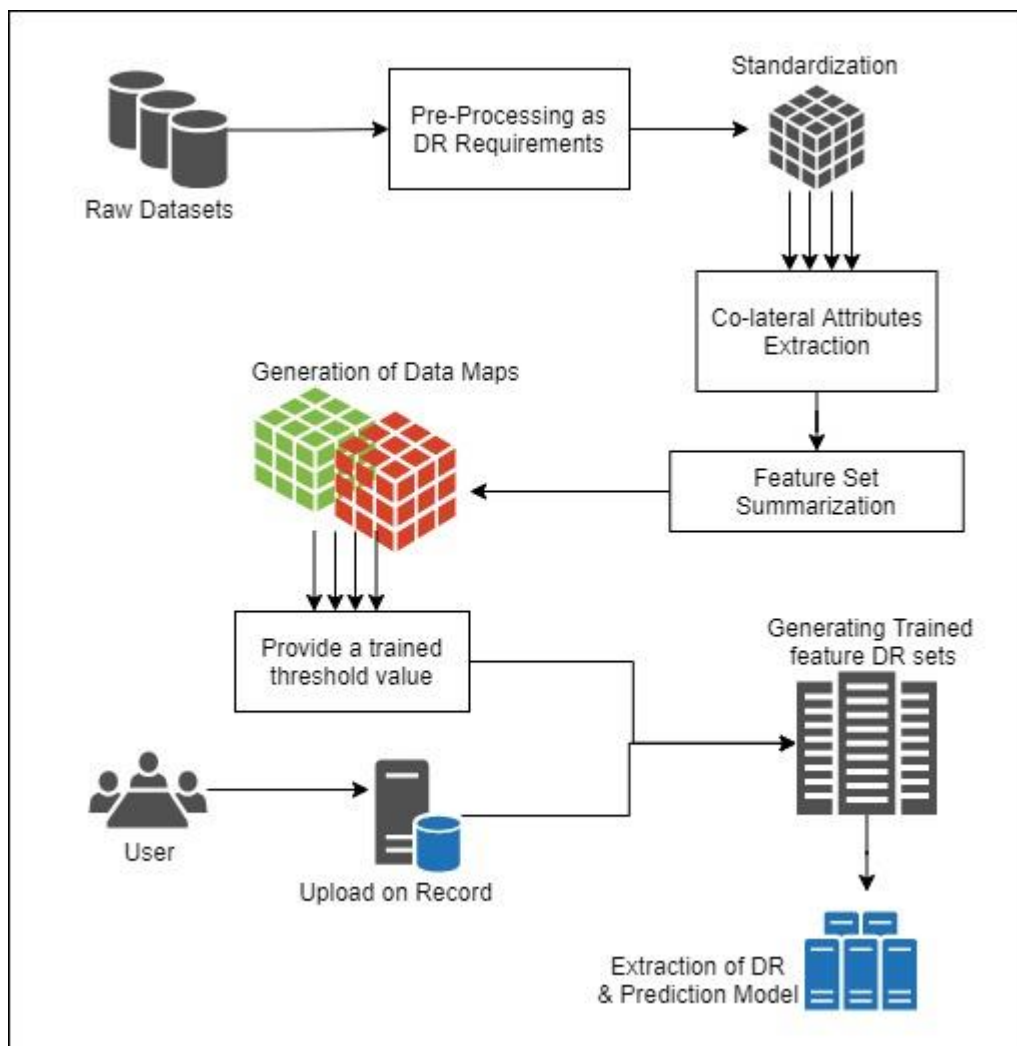 Raw Datasets
Pre-Processing as
DR Requirements
Standardization
Co-lateral Attributes
Extraction
Feature Set
Summarization
Generation of Data Maps
Provide a trained
threshold value
User
Upload on Record
Generating Trained
feature DR sets
Extraction of DR
& Prediction Model